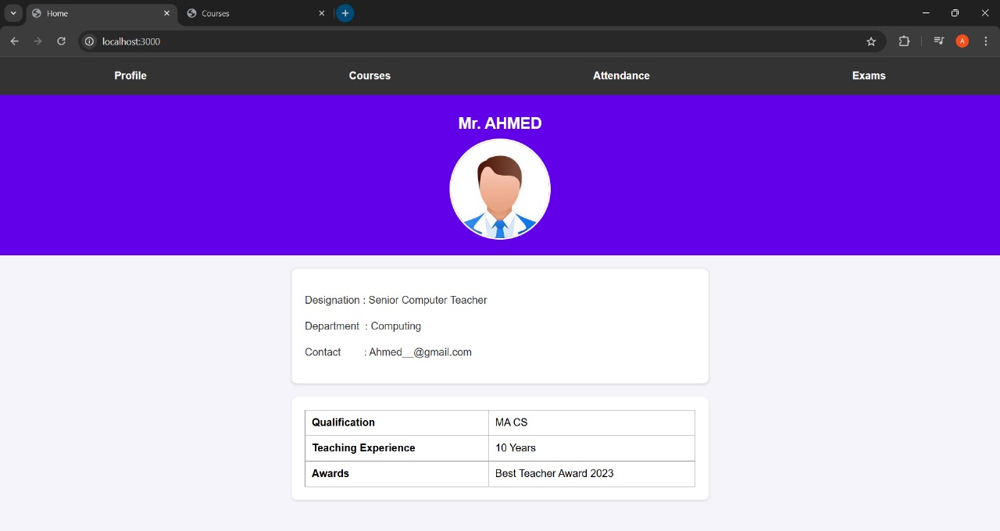 Home
Courses
localhost:3000
A
Profile Courses Attendance Exams
Mr. AHMED
Designation : Senior Computer Teacher
Department : Computing
Contact : Ahmed__@gmail.com
Qualification MA CS
Teaching Experience 10 Years
Awards Best Teacher Award 2023